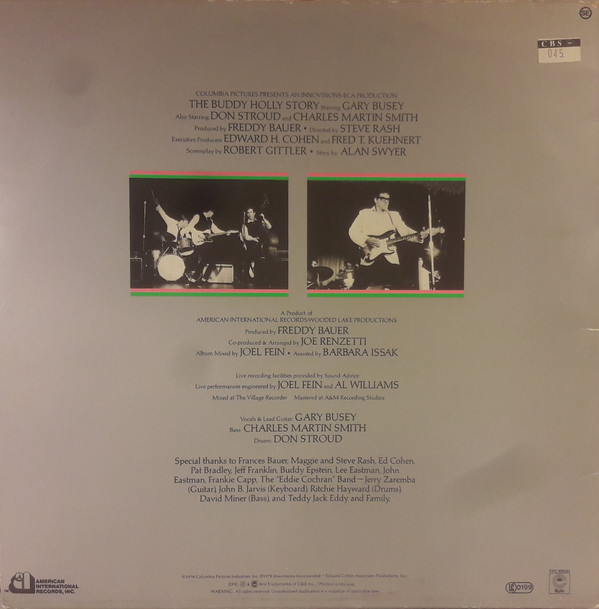 SE
CBS -
045
COLUMBIA PICTURES PRESENTS AN INNOVISIONS-ECA PRODUCTION
THE BUDDY HOLLY STORY Starring GARY BUSEY
Also Starring DON STROUD and CHARLES MARTIN SMITH
Produced by FREDDY BAUER • Directed by STEVE RASH
Executive Producers EDWARD H. COHEN and FRED T. KUEHNERT
Screenplay by ROBERT GITTLER • Story by ALAN SWYER
A Product of
AMERICAN INTERNATIONAL RECORDS/WOODED LAKE PRODUCTIONS
Produced by FREDDY BAUER
Co-produced & Arranged by JOE RENZETTI
Album Mixed by JOEL FEIN • Assisted by BARBARA ISSAK
Live recording facilities provided by Sound Advice
Live performances engineered by JOEL FEIN and AL WILLIAMS
Mixed at The Village Recorder Mastered at A&M Recording Studios
Vocals & Lead Guitar: GARY BUSEY
Bass: CHARLES MARTIN SMITH
Drums: DON STROUD
Special thanks to Frances Bauer, Maggie and Steve Rash, Ed Cohen,
Pat Bradley, Jeff Franklin, Buddy Epstein, Lee Eastman, John
Eastman, Frankie Capp, The "Eddie Cochran" Band—Jerry Zaremba
(Guitar), John B. Jarvis (Keyboard), Ritchie Hayward (Drums),
David Miner (Bass), and Teddy Jack Eddy and Family.
AMERICAN
INTERNATIONAL
RECORDS, INC.
TM
Epic
LC 0199